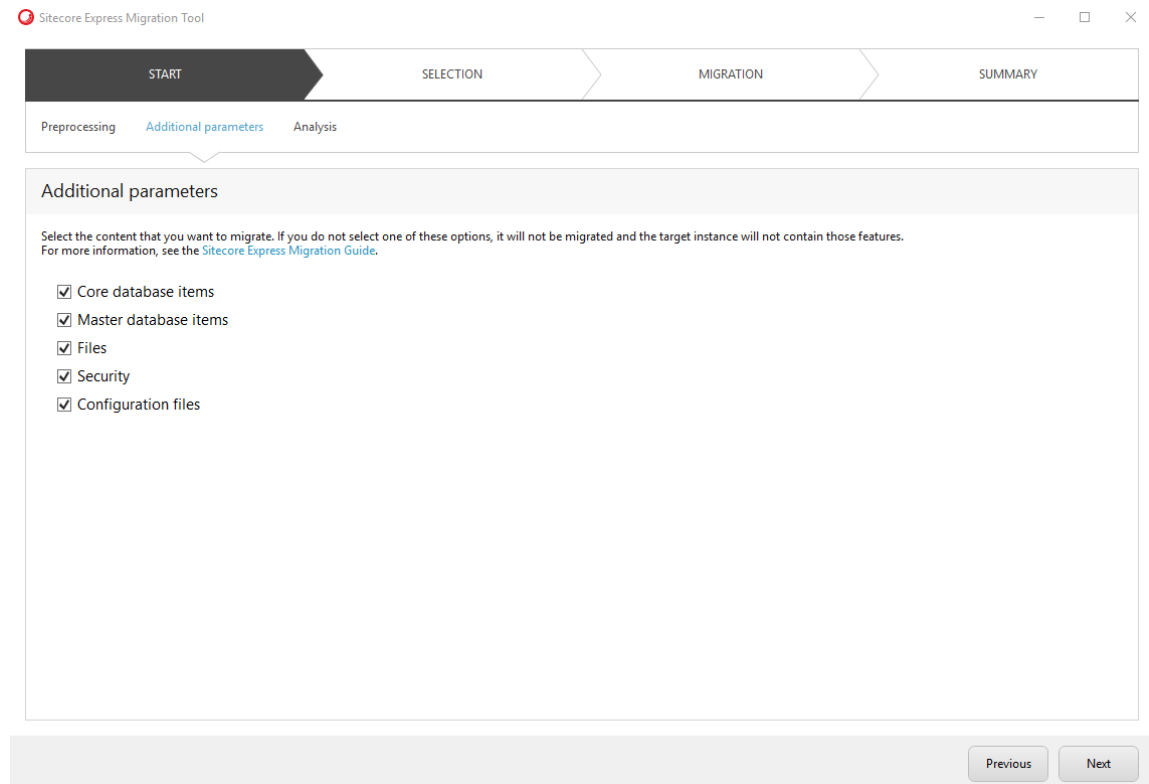 Sitecore Express Migration Tool
START
SELECTION
MIGRATION
SUMMARY
Preprocessing
Additional parameters
Analysis
Additional parameters
Select the content that you want to migrate. If you do not select one of these options, it will not be migrated and the target instance will not contain those features.
For more information, see the Sitecore Express Migration Guide.
Core database items
Master database items
Files
Security
Configuration files
Previous
Next